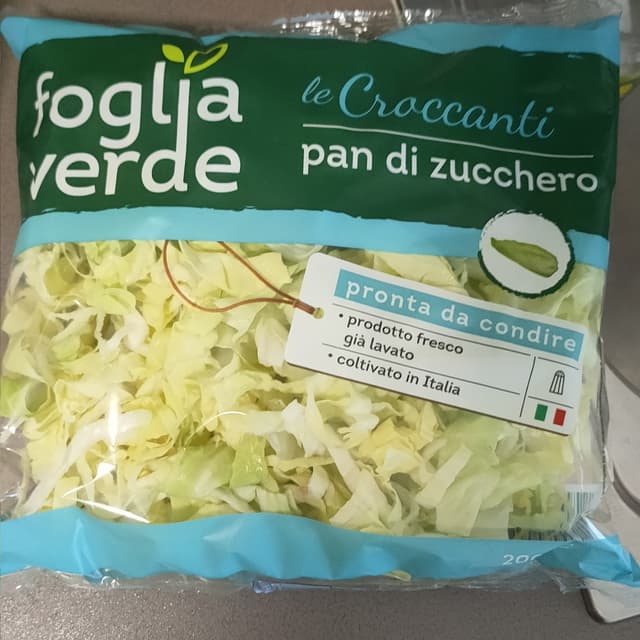 foglia
verde
le Croccanti
pan di zucchero
pronta da condire
• prodotto fresco
già lavato
• coltivato in Italia